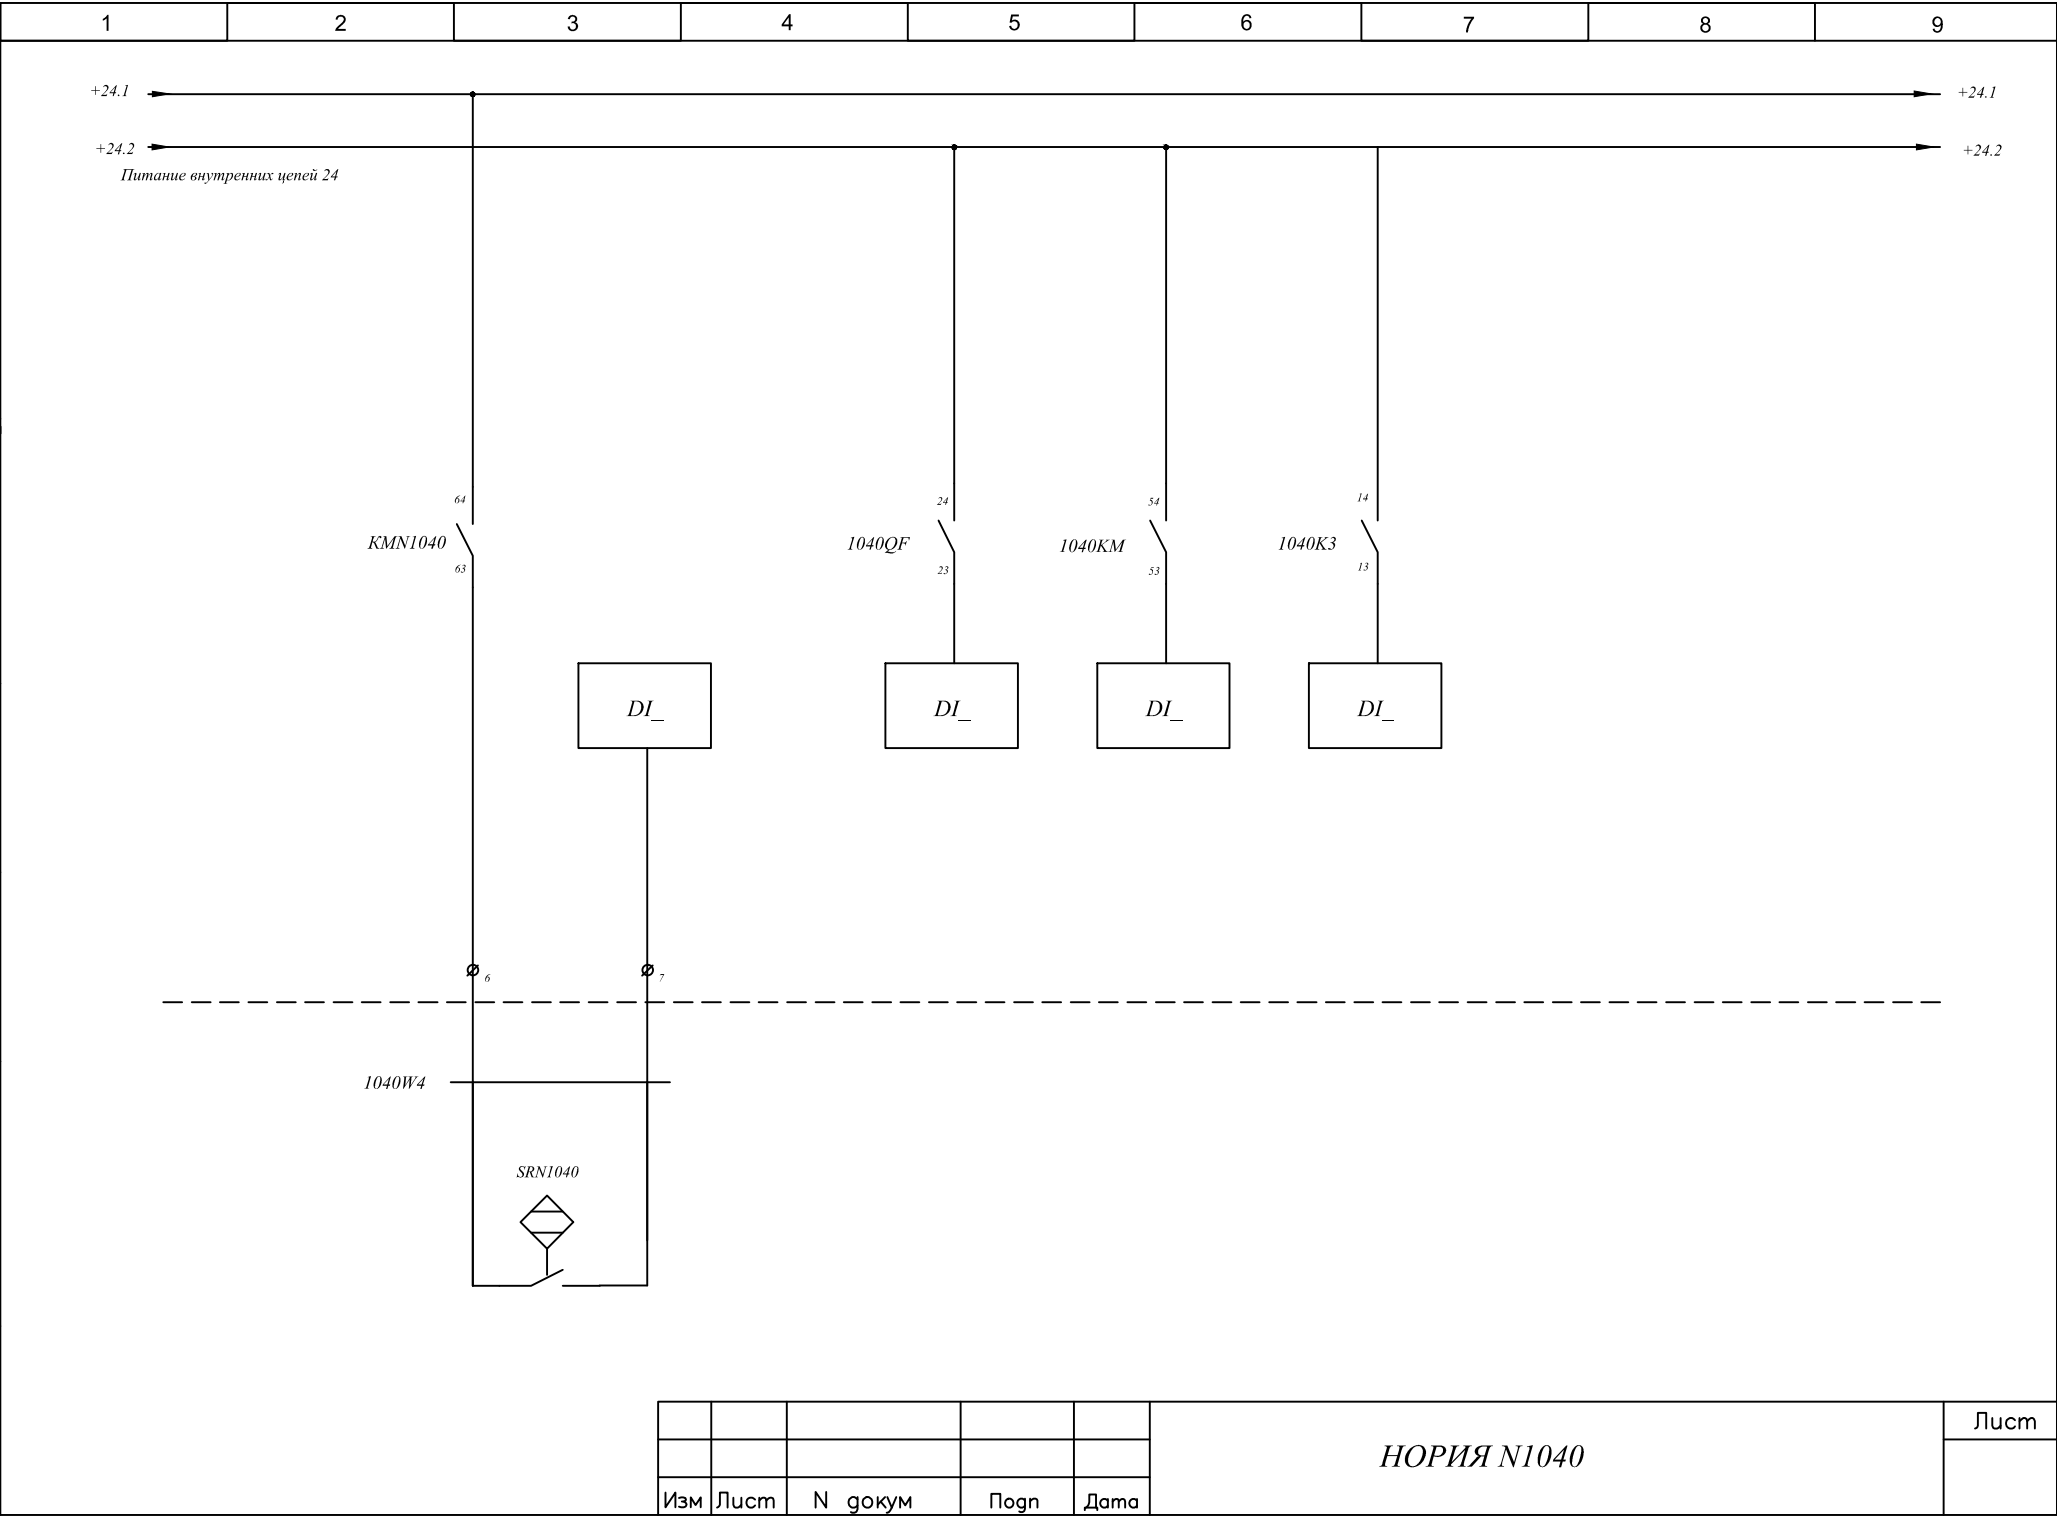 1 2 3 4 5 6 7 8 9
+24.1 +24.1
+24.2 +24.2
Питание внутренних цепей 24
64 24 54 14
KMN1040 1040QF 1040KM 1040K3
63 23 53 13
DI_ DI_ DI_ DI_
6 7
1040W4
SRN1040
Лист
НОРИЯ N1040
Изм Лист N докум Подп Дата